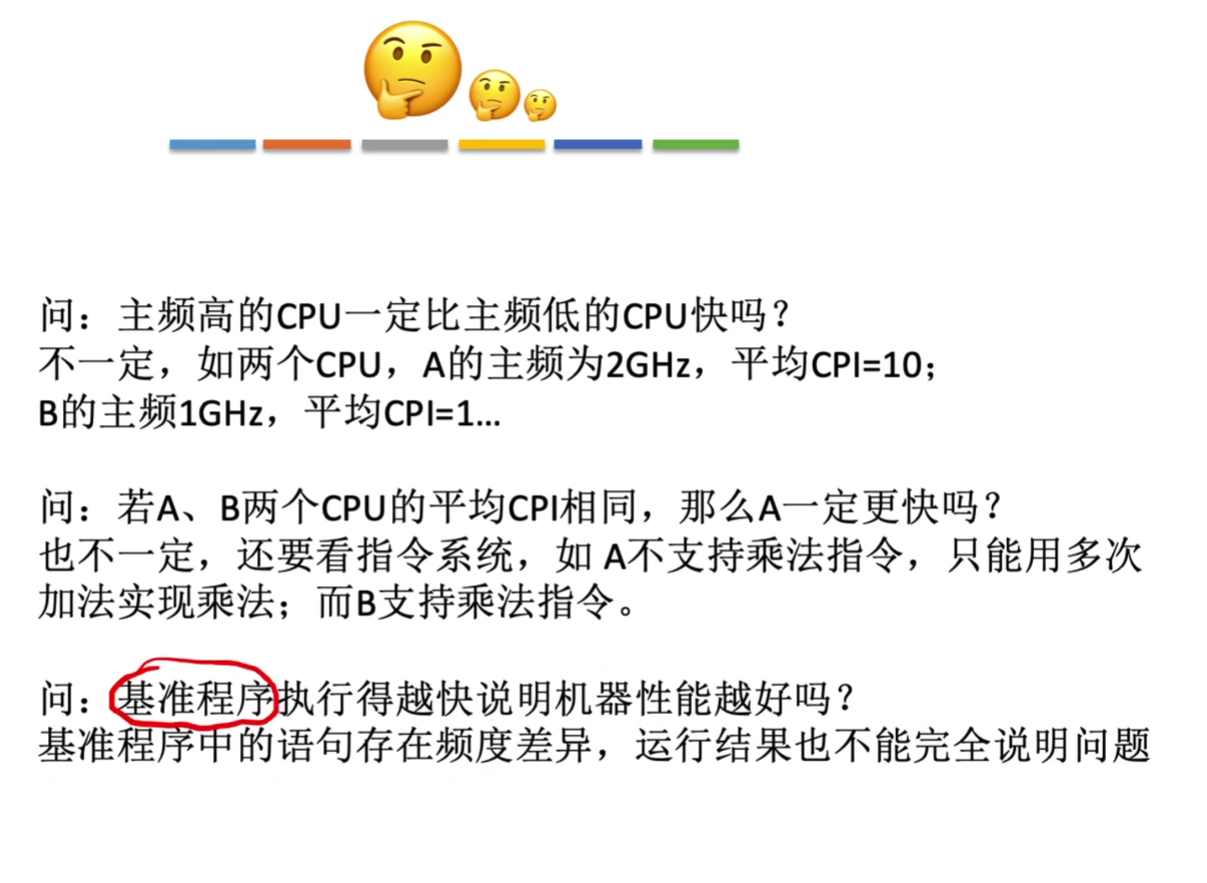 问：主频高的CPU一定比主频低的CPU快吗？
不一定，如两个CPU，A的主频为2GHz，平均CPI=10；
B的主频1GHz，平均CPI=1...
问：若A、B两个CPU的平均CPI相同，那么A一定更快吗？
也不一定，还要看指令系统，如 A不支持乘法指令，只能用多次
加法实现乘法；而B支持乘法指令。
问：基准程序执行得越快说明机器性能越好吗？
基准程序中的语句存在频度差异，运行结果也不能完全说明问题